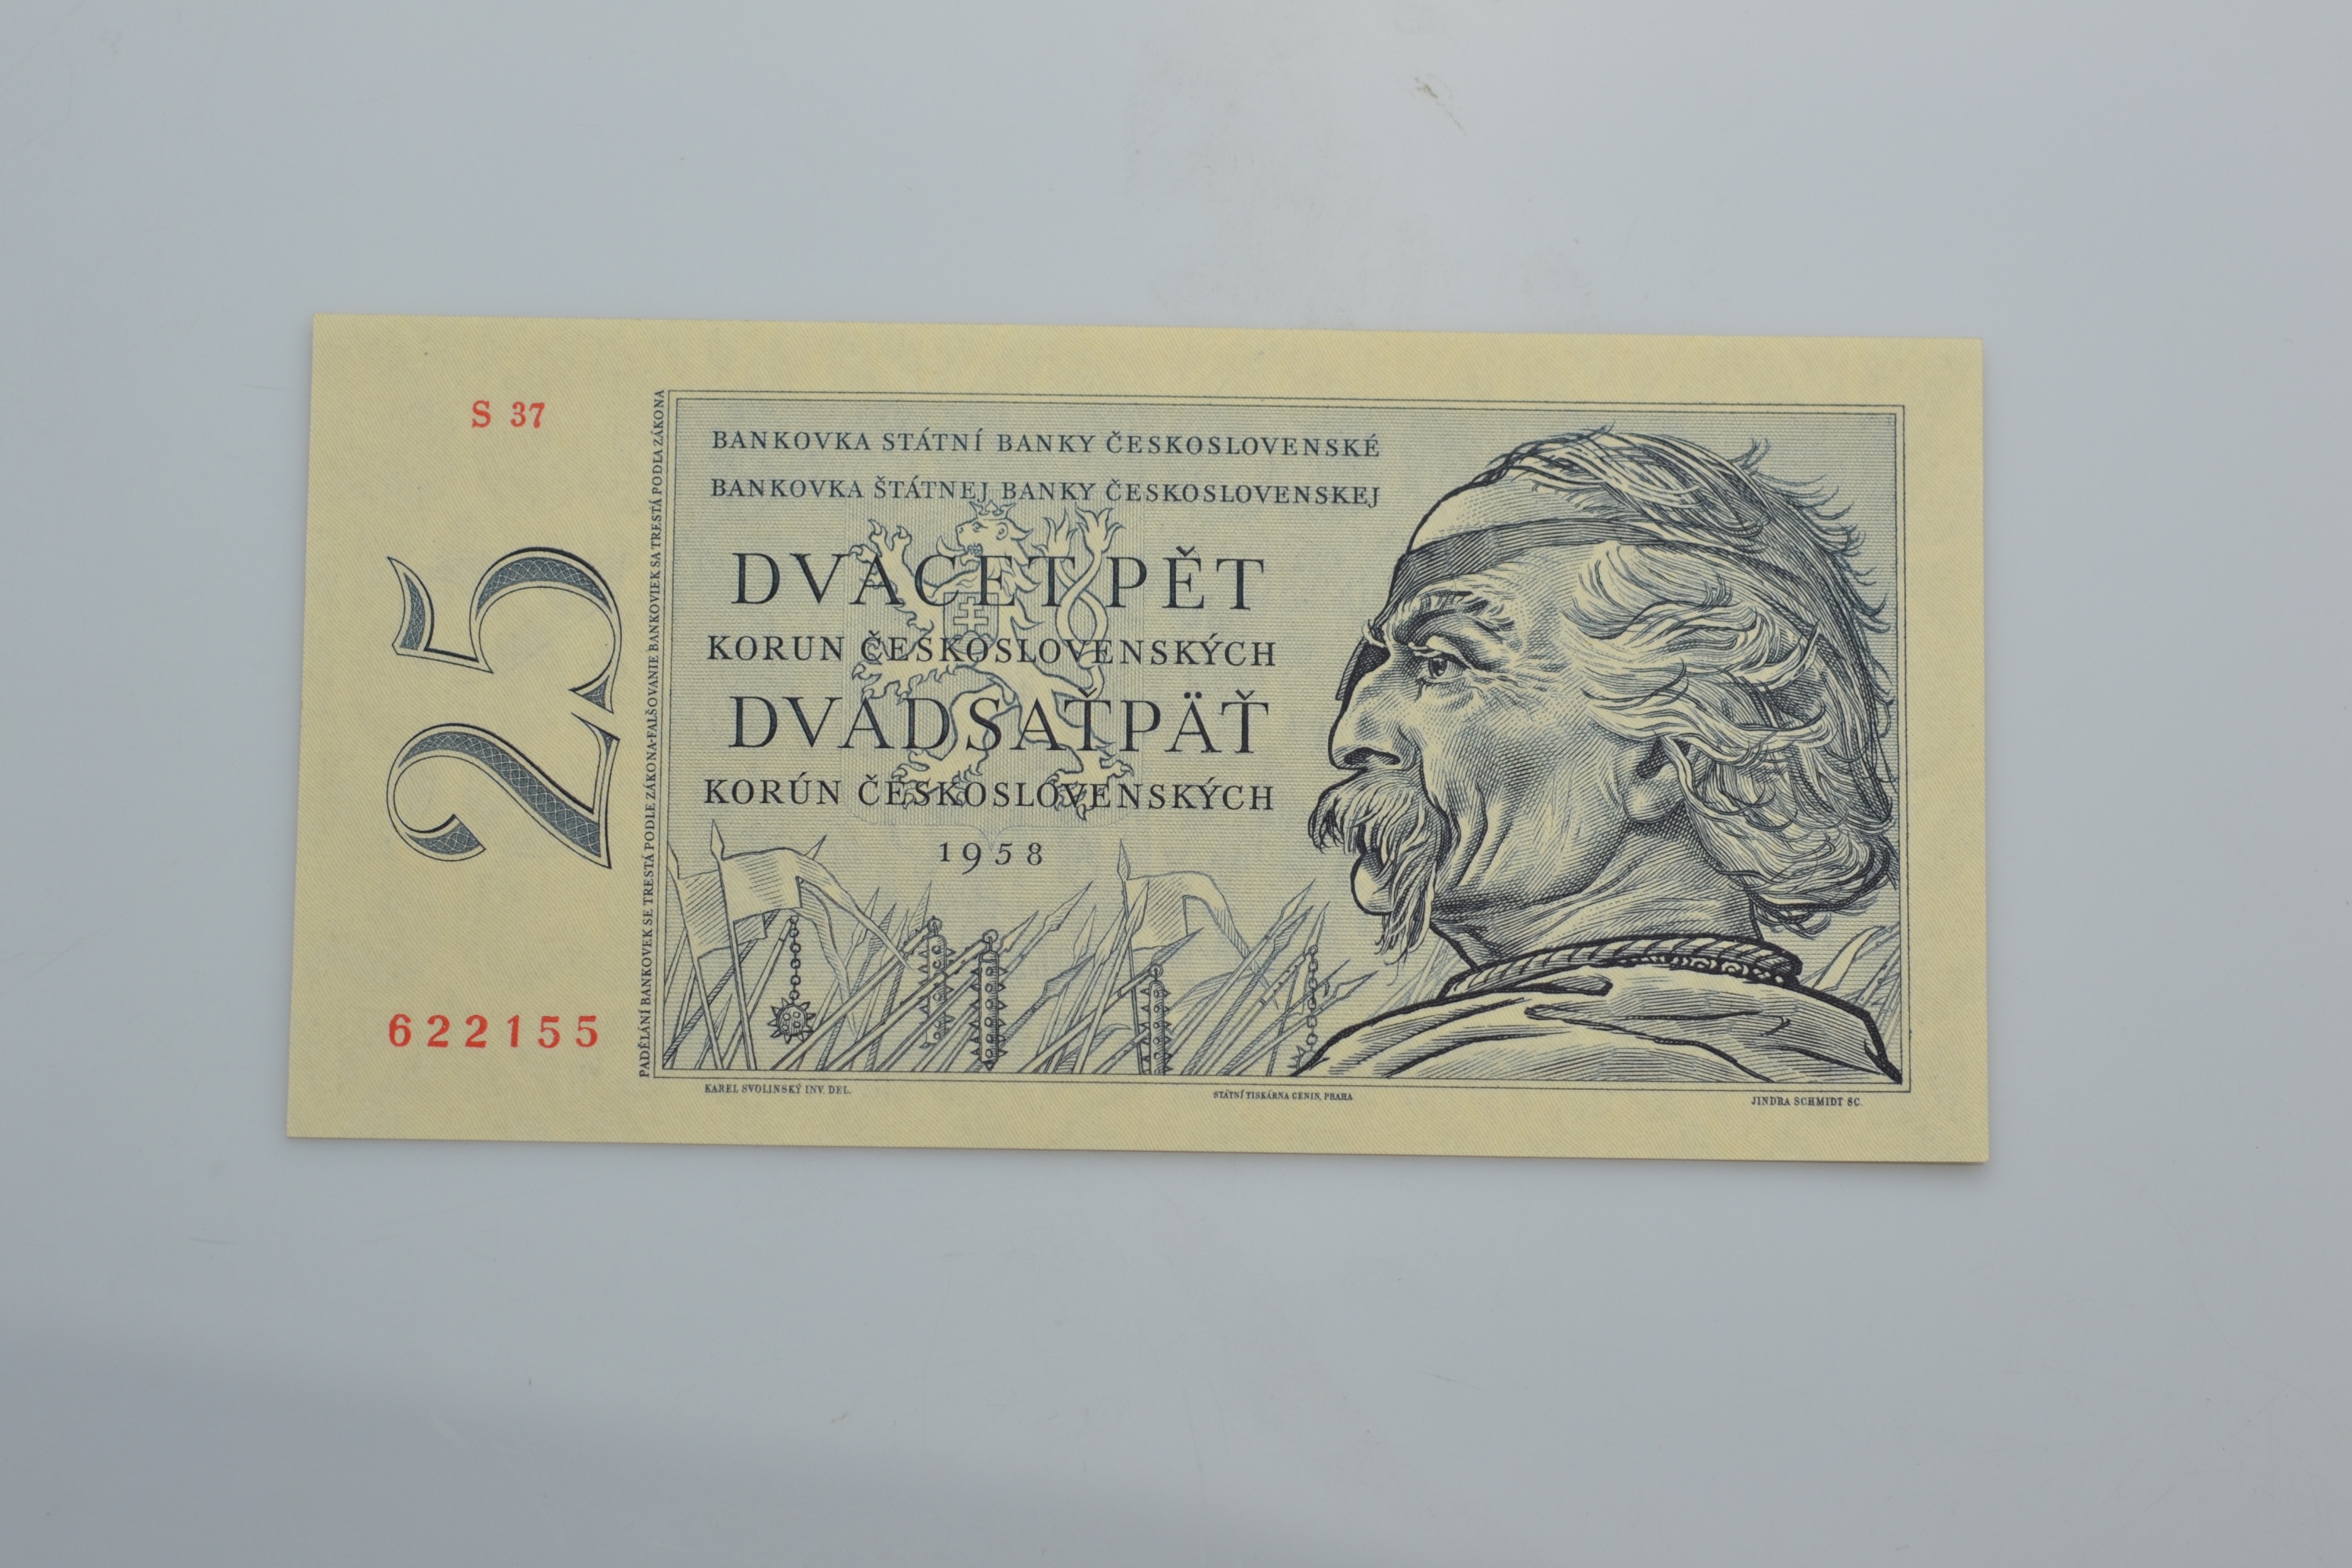 S 37
25
622155
PADĚLÁNÍ BANKOVEK SE TRESTÁ PODLE ZÁKONA-FALŠOVANIE BANKOVIEK SA TRESTÁ PODĽA ZÁKONA
BANKOVKA STÁTNÍ BANKY ČESKOSLOVENSKÉ
BANKOVKA ŠTÁTNEJ BANKY ČESKOSLOVENSKEJ
DVACET PĚT
KORUN ČESKOSLOVENSKÝCH
DVADSAŤPÄŤ
KORÚN ČESKOSLOVENSKÝCH
1958
KAREL SVOLINSKÝ INV. DEL.
STÁTNÍ TISKÁRNA CENIN, PRAHA
JINDRA SCHMIDT SC.